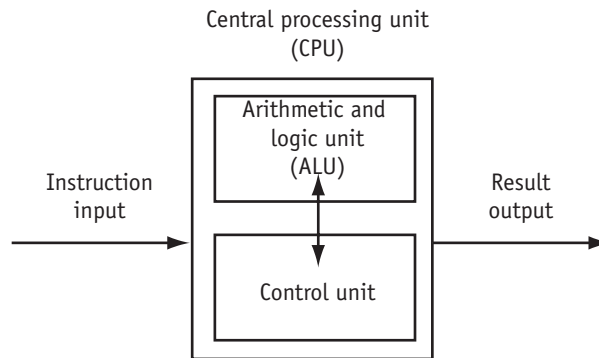 Central processing unit
(CPU)
Arithmetic and
logic unit
(ALU)
Instruction
input
Result
output
Control unit